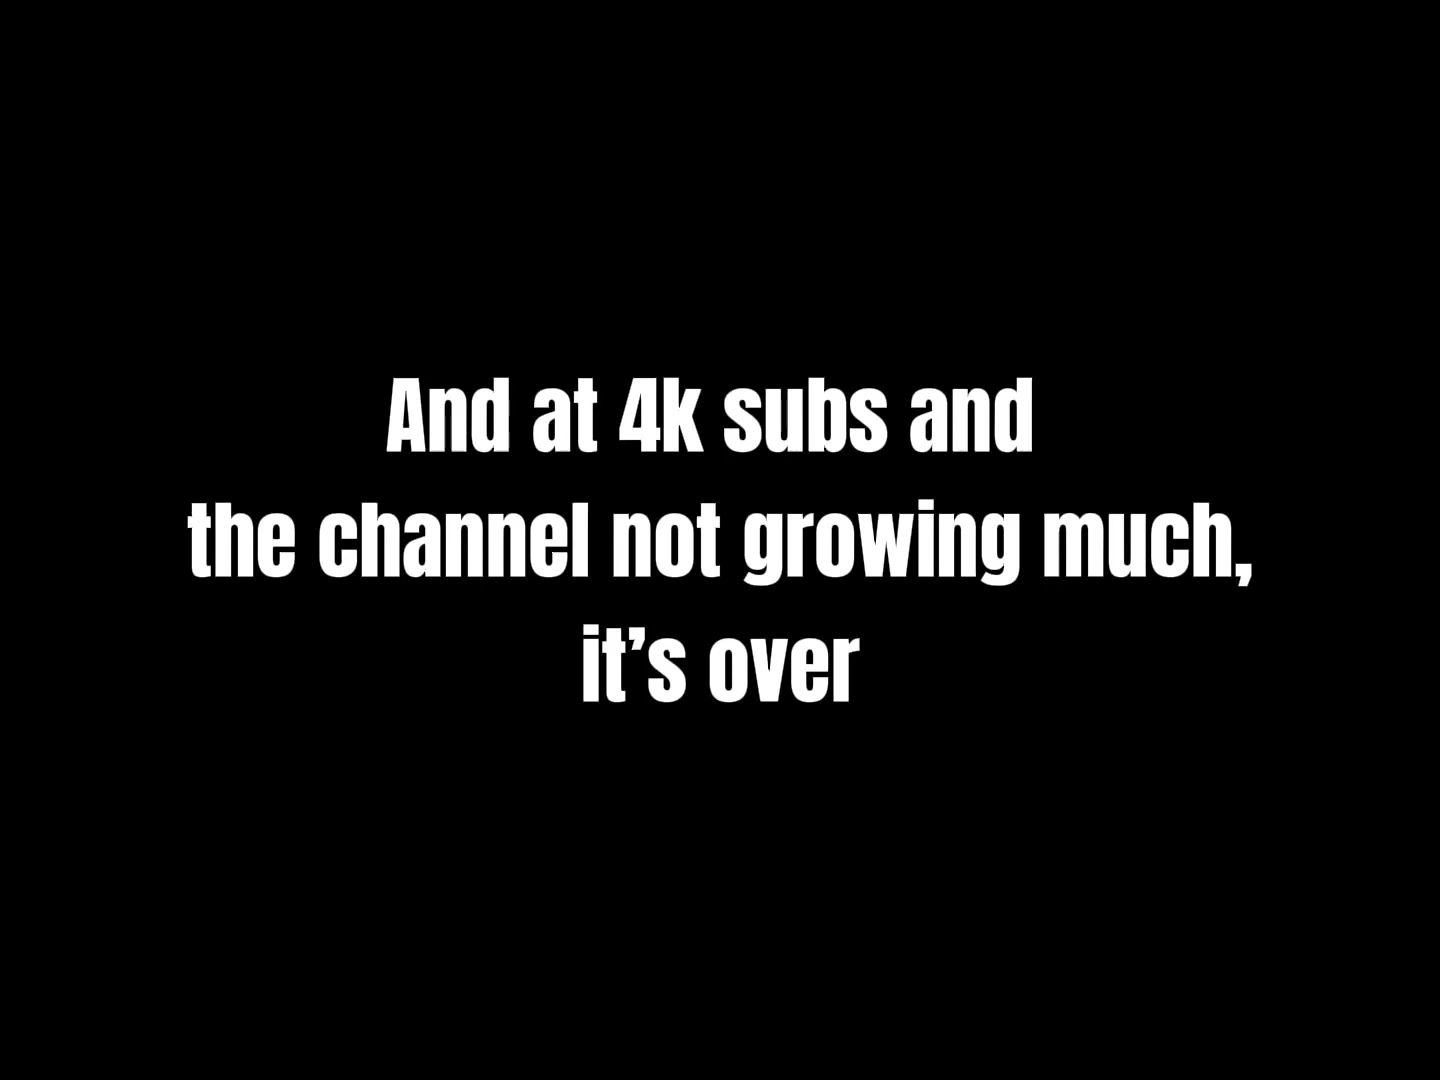 And at 4k subs and
the channel not growing much,
it’s over